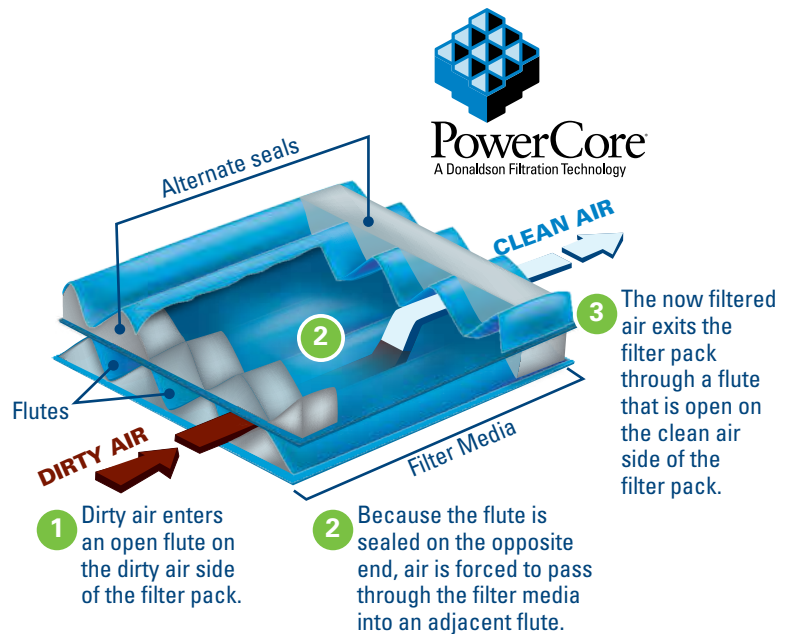 PowerCore
A Donaldson Filtration Technology
Alternate seals
CLEAN AIR
2
3
The now filtered
air exits the
filter pack
through a flute
that is open on
the clean air
side of the
filter pack.
Flutes
DIRTY AIR
Filter Media
1
Dirty air enters
an open flute on
the dirty air side
of the filter pack.
2
Because the flute is
sealed on the opposite
end, air is forced to pass
through the filter media
into an adjacent flute.